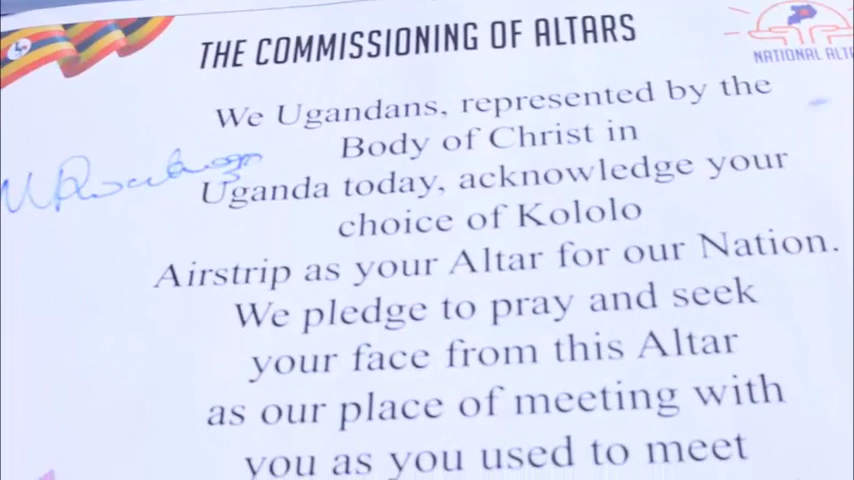 THE COMMISSIONING OF ALTARS
NATIONAL
We Ugandans, represented by the
Body of Christ in
Uganda today, acknowledge your
choice of Kololo
Airstrip as your Altar for our Nation.
We pledge to pray and seek
your face from this Altar
as our place of meeting with
you as you used to meet